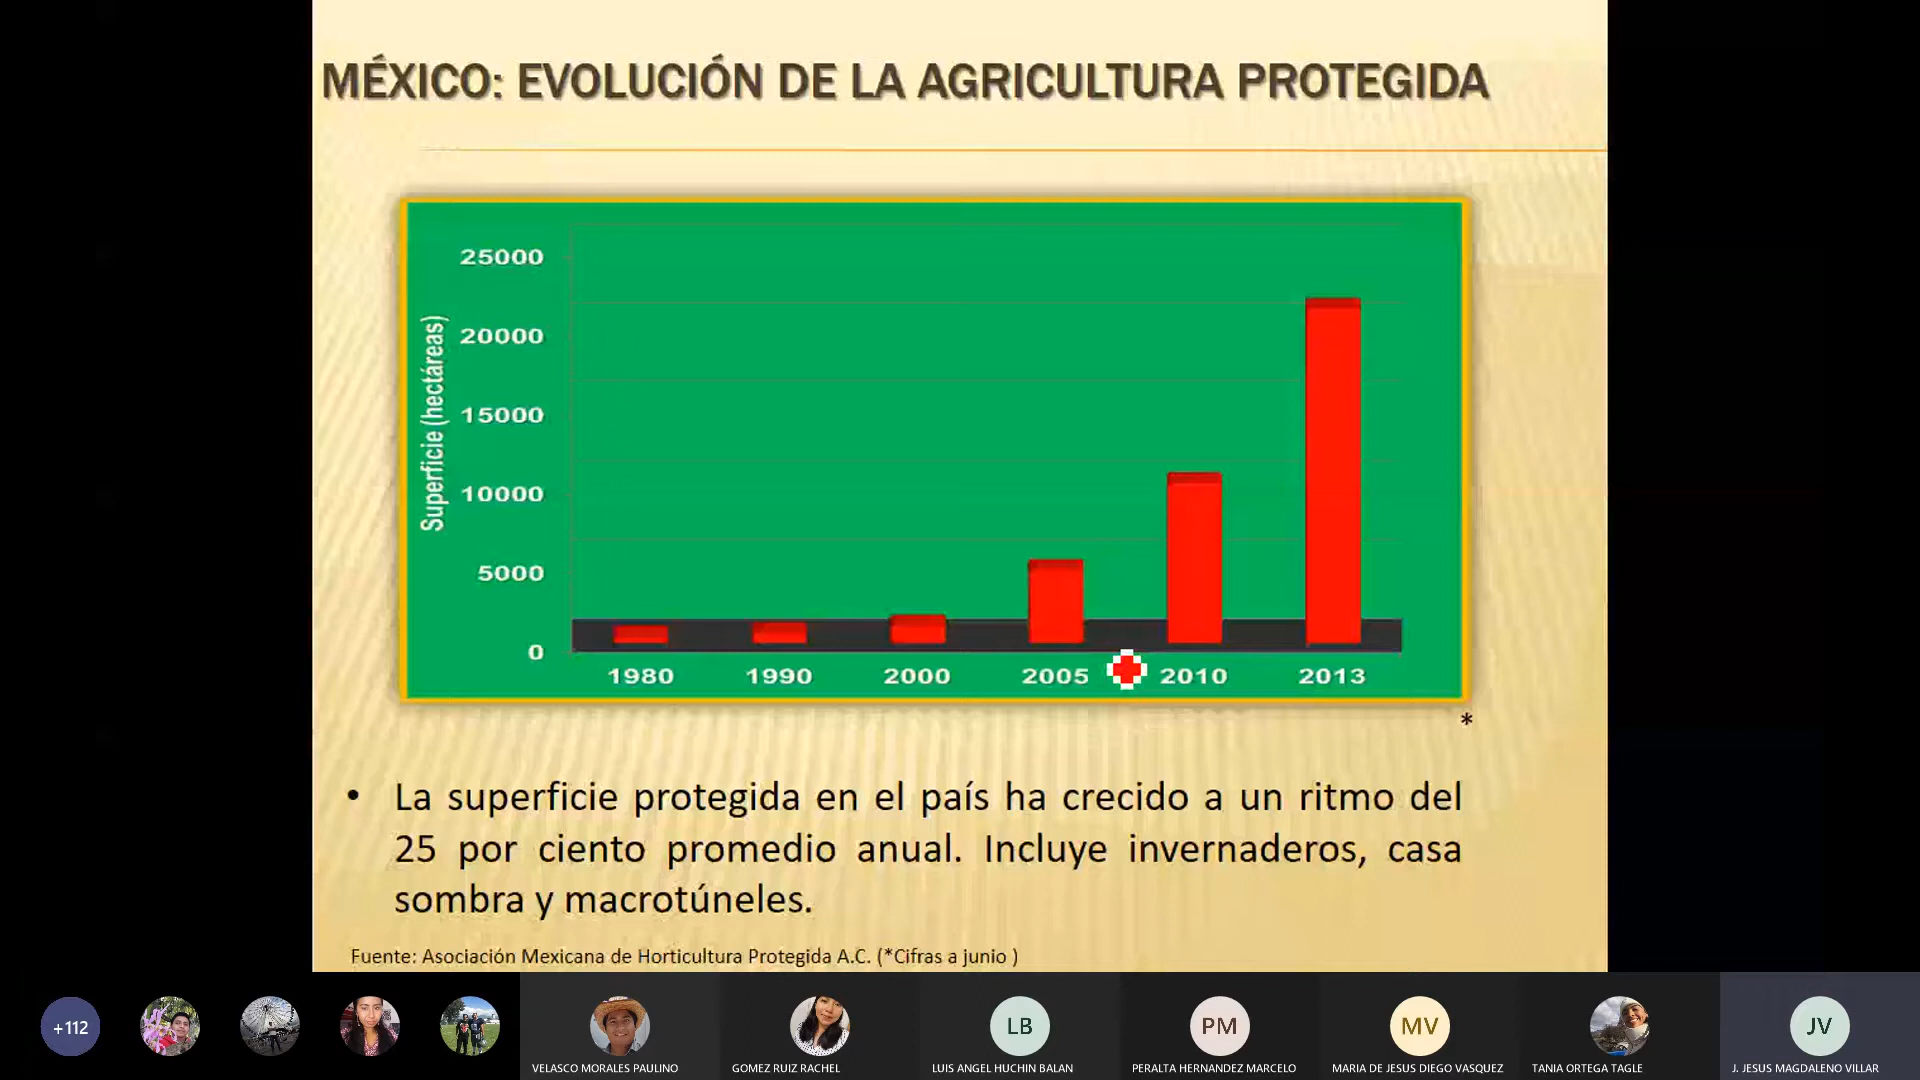 MÉXICO: EVOLUCIÓN DE LA AGRICULTURA PROTEGIDA
Superficie (hectáreas)
25000
20000
15000
10000
5000
0
1980 1990 2000 2005 2010 2013
*
• La superficie protegida en el país ha crecido a un ritmo del
25 por ciento promedio anual. Incluye invernaderos, casa
sombra y macrotúneles.
Fuente: Asociación Mexicana de Horticultura Protegida A.C. (*Cifras a junio )
+112 LB PM MV JV
VELASCO MORALES PAULINO GOMEZ RUIZ RACHEL LUIS ANGEL HUCHIN BALAN PERALTA HERNANDEZ MARCELO MARIA DE JESUS DIEGO VASQUEZ TANIA ORTEGA TAGLE J. JESUS MAGDALENO VILLAR